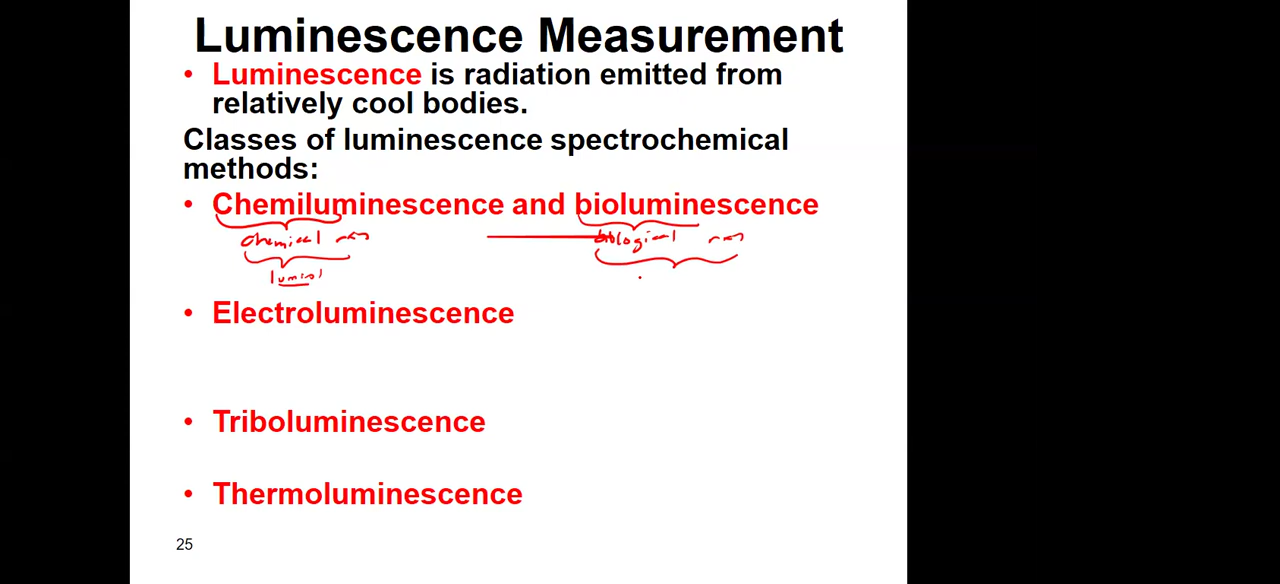 Luminescence Measurement
• Luminescence is radiation emitted from
relatively cool bodies.
Classes of luminescence spectrochemical
methods:
• Chemiluminescence and bioluminescence
chemical rxn biological rxn
luminol
• Electroluminescence
• Triboluminescence
• Thermoluminescence
25